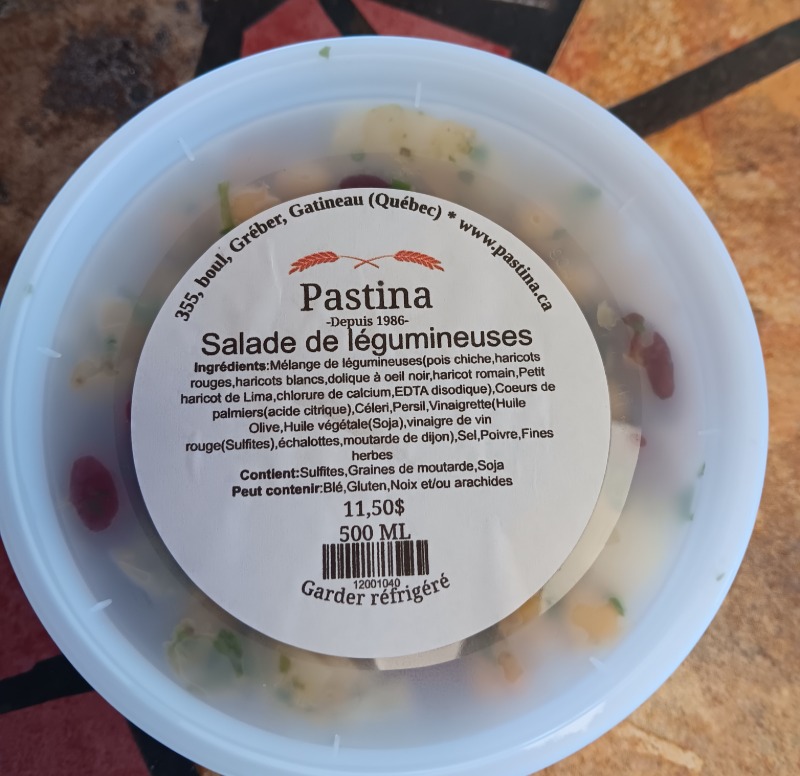 355, boul, Gréber, Gatineau (Québec) * www.pastina.ca
Pastina
-Depuis 1986-
Salade de légumineuses
Ingrédients:Mélange de légumineuses(pois chiche,haricots
rouges,haricots blancs,dolique à oeil noir,haricot romain,Petit
haricot de Lima,chlorure de calcium,EDTA disodique),Coeurs de
palmiers(acide citrique),Céleri,Persil,Vinaigrette(Huile
Olive,Huile végétale(Soja),vinaigre de vin
rouge(Sulfites),échalottes,moutarde de dijon),Sel,Poivre,Fines
herbes
Contient:Sulfites,Graines de moutarde,Soja
Peut contenir:Blé,Gluten,Noix et/ou arachides
11,50$
500 ML
12001040
Garder réfrigéré